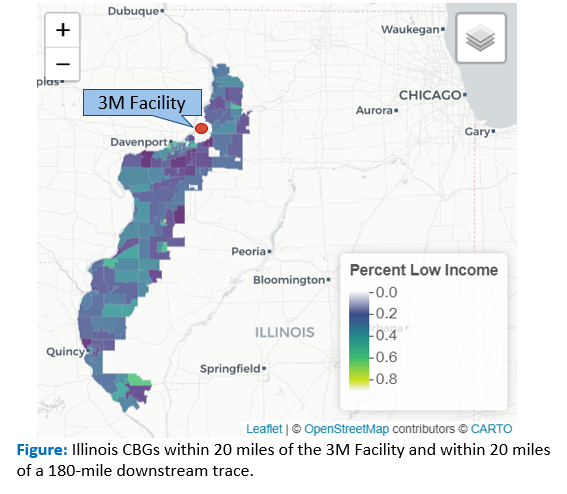 Dubuque
Waukegan
+
−
3M Facility
CHICAGO
Aurora
Gary
Davenport
Peoria
Bloomington
ILLINOIS
Quincy
Springfield
Percent Low Income
0.0
0.2
0.4
0.6
0.8
Leaflet | © OpenStreetMap contributors © CARTO
Figure: Illinois CBGs within 20 miles of the 3M Facility and within 20 miles
of a 180-mile downstream trace.